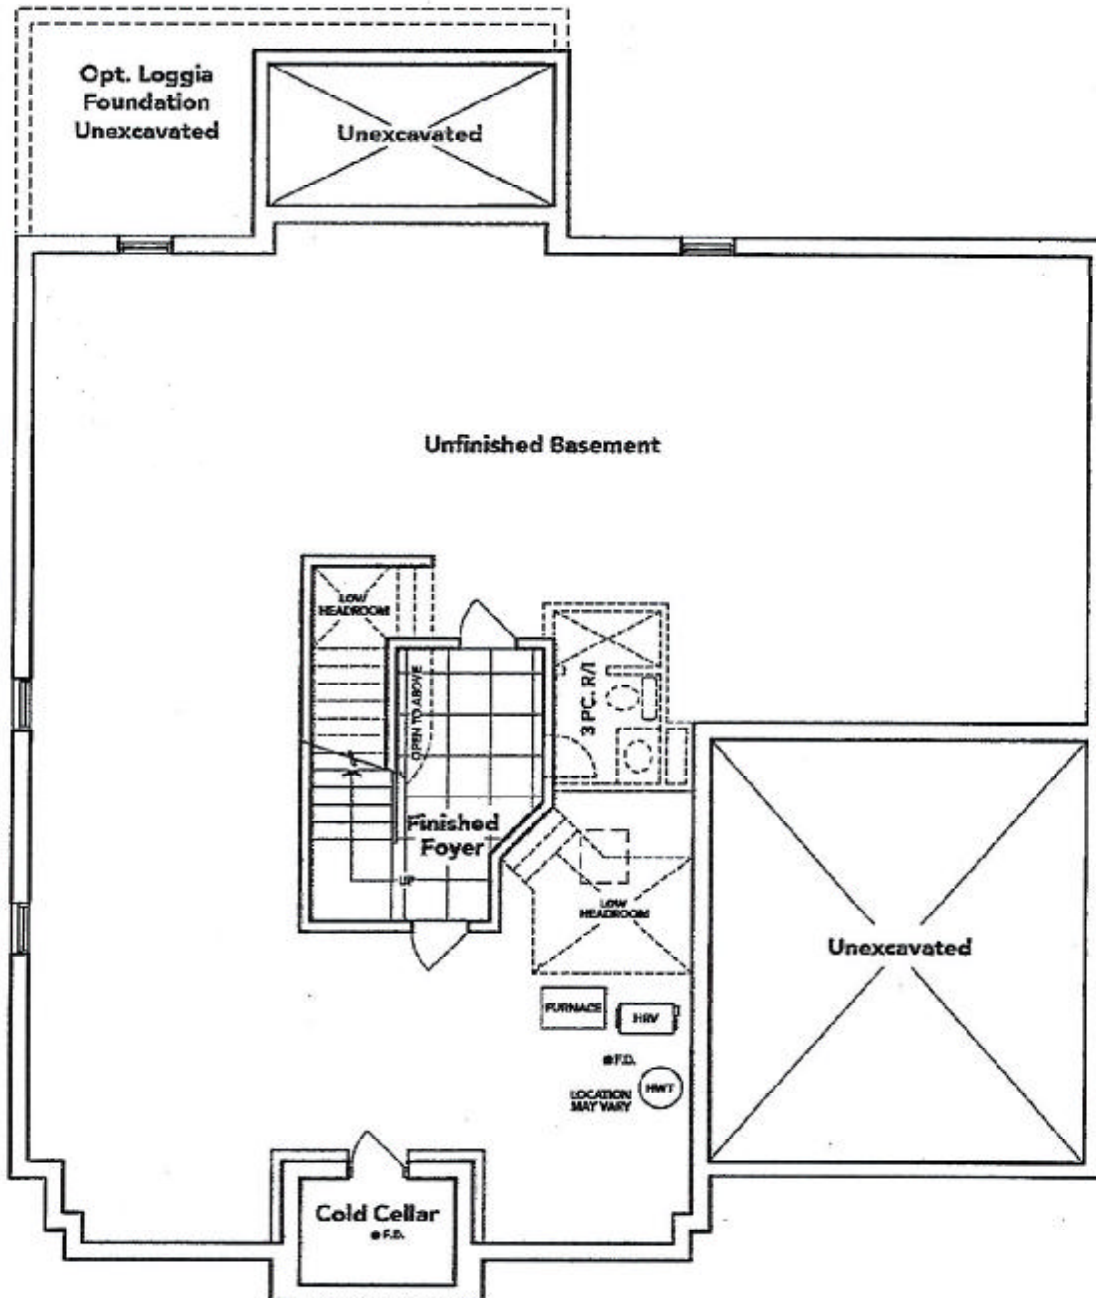 Opt. Loggia
Foundation
Unexcavated
Unexcavated
Unfinished Basement
LOW
HEADROOM
OPEN TO ABOVE
3 PC. R/I
Finished
Foyer
UP
LOW
HEADROOM
FURNACE
HRV
F.D.
LOCATION
MAY VARY
HWT
Unexcavated
Cold Cellar
F.D.